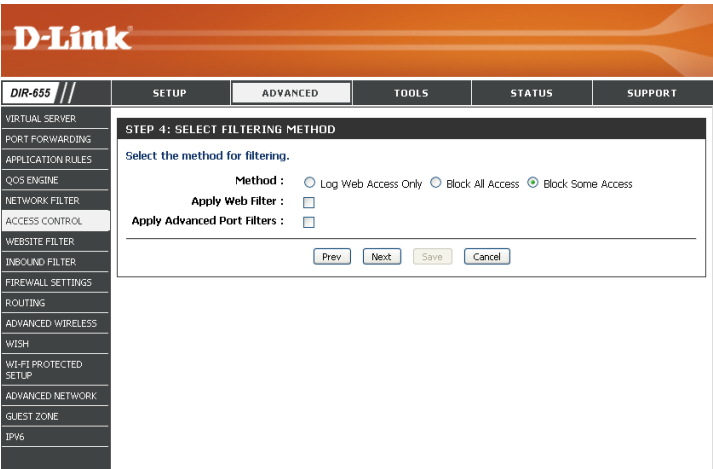 D-Link
DIR-655
SETUP
ADVANCED
TOOLS
STATUS
SUPPORT
VIRTUAL SERVER
PORT FORWARDING
APPLICATION RULES
QOS ENGINE
NETWORK FILTER
ACCESS CONTROL
WEBSITE FILTER
INBOUND FILTER
FIREWALL SETTINGS
ROUTING
ADVANCED WIRELESS
WISH
WI-FI PROTECTED
SETUP
ADVANCED NETWORK
GUEST ZONE
IPV6
STEP 4: SELECT FILTERING METHOD
Select the method for filtering.
Method : Log Web Access Only Block All Access Block Some Access
Apply Web Filter :
Apply Advanced Port Filters :
Prev Next Save Cancel